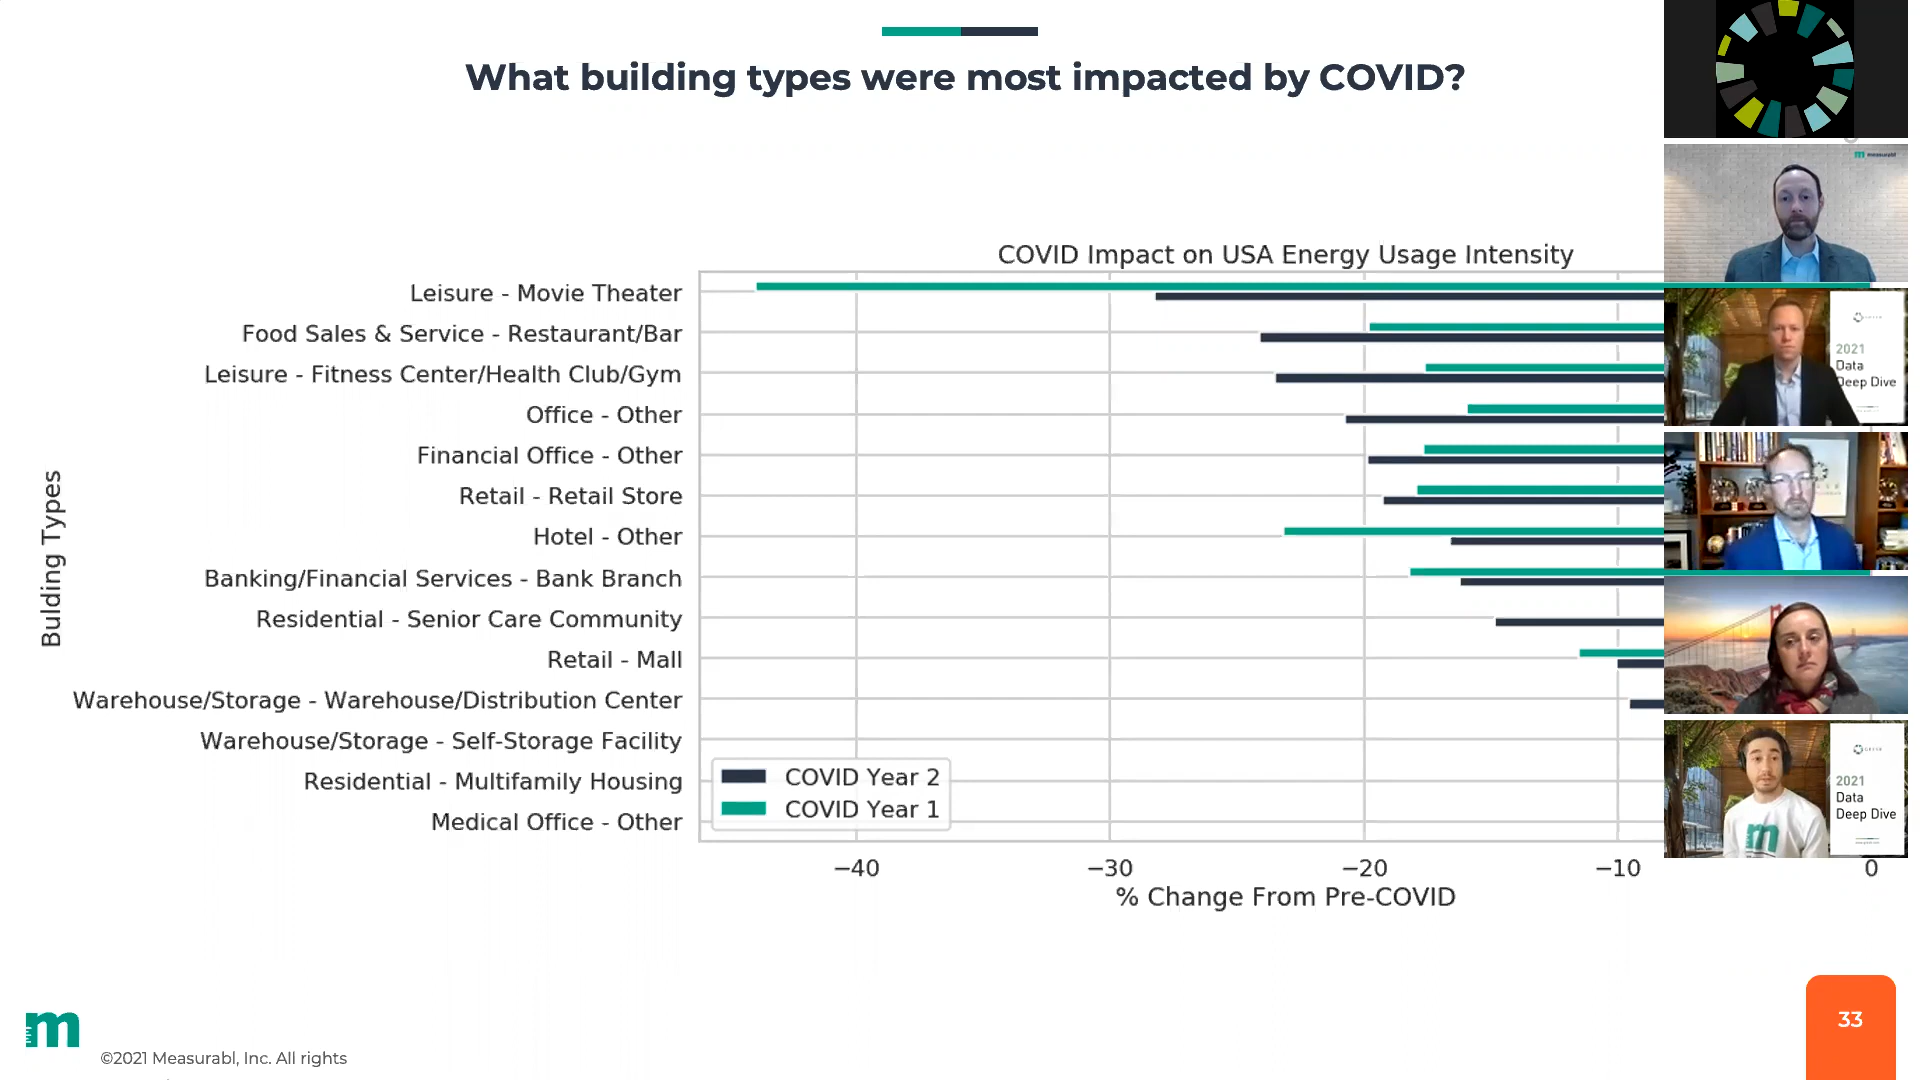 What building types were most impacted by COVID?
measurabl
COVID Impact on USA Energy Usage Intensity
Bulding Types
Leisure - Movie Theater
Food Sales & Service - Restaurant/Bar
Leisure - Fitness Center/Health Club/Gym
Office - Other
Financial Office - Other
Retail - Retail Store
Hotel - Other
Banking/Financial Services - Bank Branch
Residential - Senior Care Community
Retail - Mall
Warehouse/Storage - Warehouse/Distribution Center
Warehouse/Storage - Self-Storage Facility
Residential - Multifamily Housing
Medical Office - Other
COVID Year 2
COVID Year 1
−40 −30 −20 −10 0
% Change From Pre-COVID
2021
Data
Deep Dive
2021
Data
Deep Dive
m
©2021 Measurabl, Inc. All rights
33